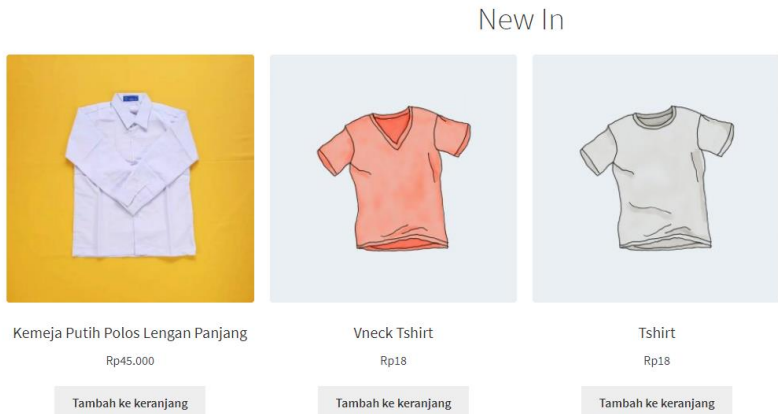 New In
Kemeja Putih Polos Lengan Panjang
Vneck Tshirt
Tshirt
Rp45.000
Rp18
Rp18
Tambah ke keranjang
Tambah ke keranjang
Tambah ke keranjang